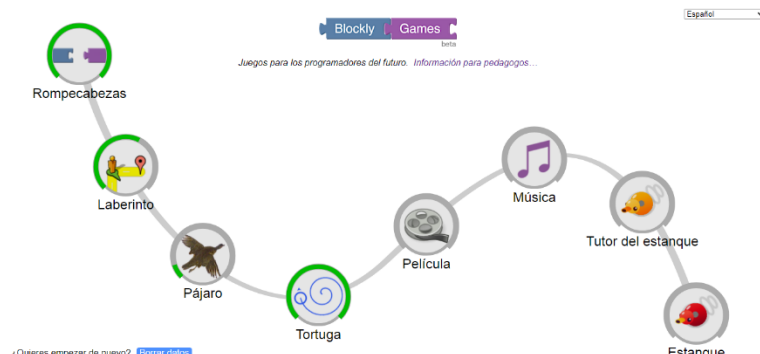 Español
Blockly Games
beta
Juegos para los programadores del futuro. Información para pedagogos...
Rompecabezas
Laberinto
Pájaro
Tortuga
Película
Música
Tutor del estanque
Estanque
¿Quieres empezar de nuevo? Borrar datos